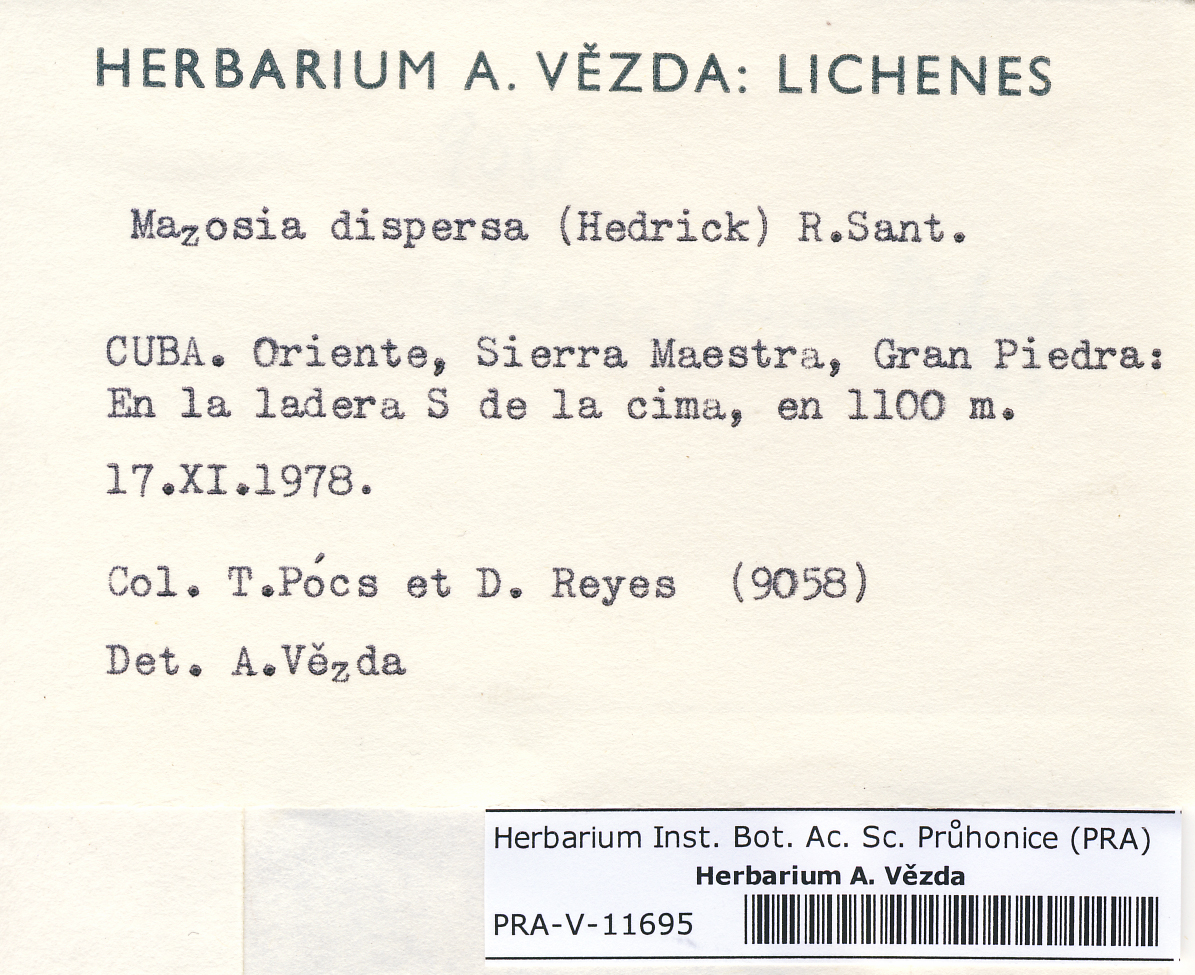 HERBARIUM A. VĚZDA: LICHENES
Mazosia dispersa (Hedrick) R.Sant.
CUBA. Oriente, Sierra Maestra, Gran Piedra:
En la ladera S de la cima, en 1100 m.
17.XI.1978.
Col. T.Pócs et D. Reyes (9058)
Det. A.Vězda
Herbarium Inst. Bot. Ac. Sc. Průhonice (PRA)
Herbarium A. Vězda
PRA-V-11695